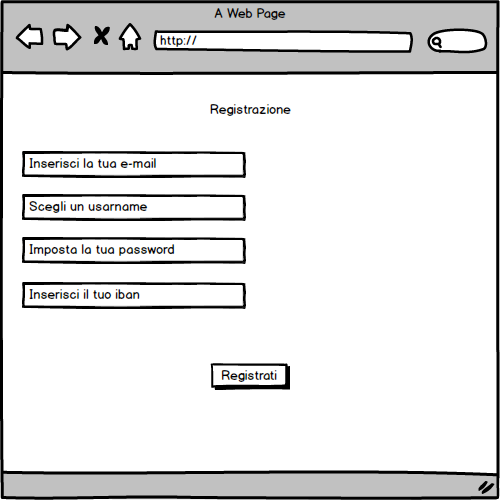 A Web Page
http://
Registrazione
Inserisci la tua e-mail
Scegli un usarname
Imposta la tua password
Inserisci il tuo iban
Registrati